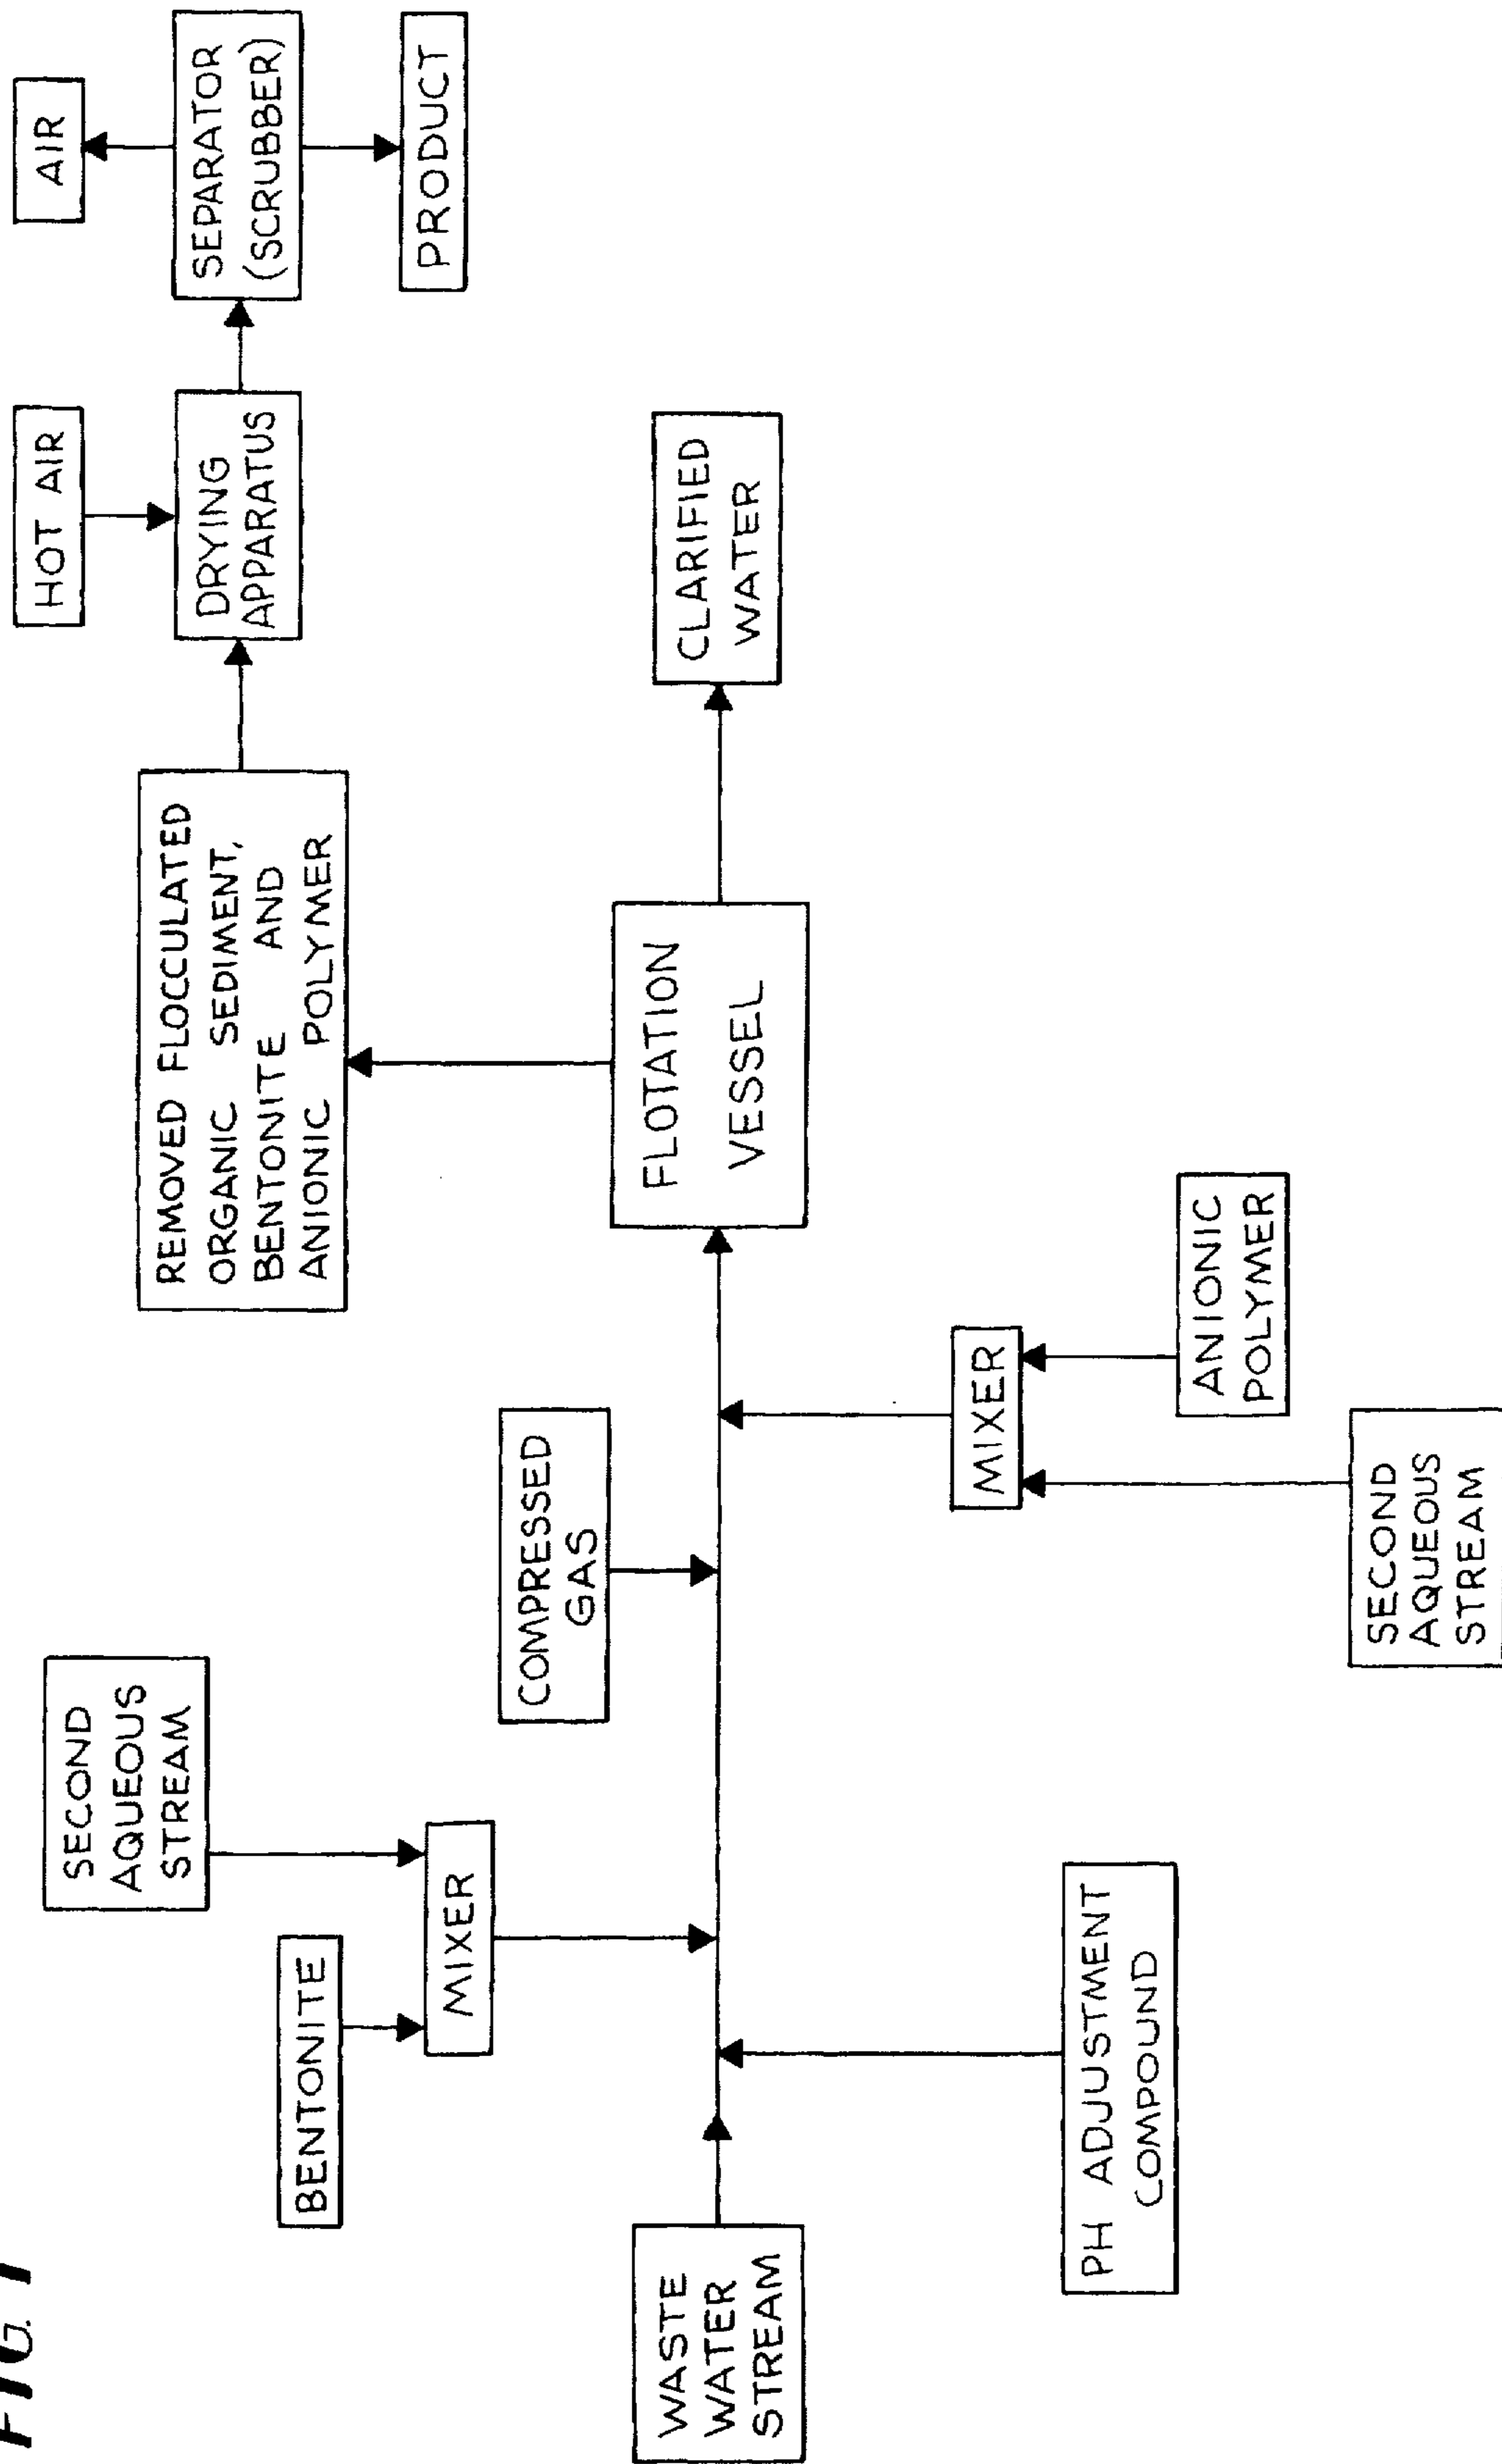 FIG. 1
WASTE
WATER
STREAM
PH ADJUSTMENT
COMPOUND
BENTONITE
SECOND
AQUEOUS
STREAM
MIXER
COMPRESSED
GAS
SECOND
AQUEOUS
STREAM
ANIONIC
POLYMER
MIXER
FLOTATION
VESSEL
CLARIFIED
WATER
REMOVED FLOCCULATED
ORGANIC SEDIMENT,
BENTONITE AND
ANIONIC POLYMER
HOT AIR
DRYING
APPARATUS
AIR
SEPARATOR
(SCRUBBER)
PRODUCT